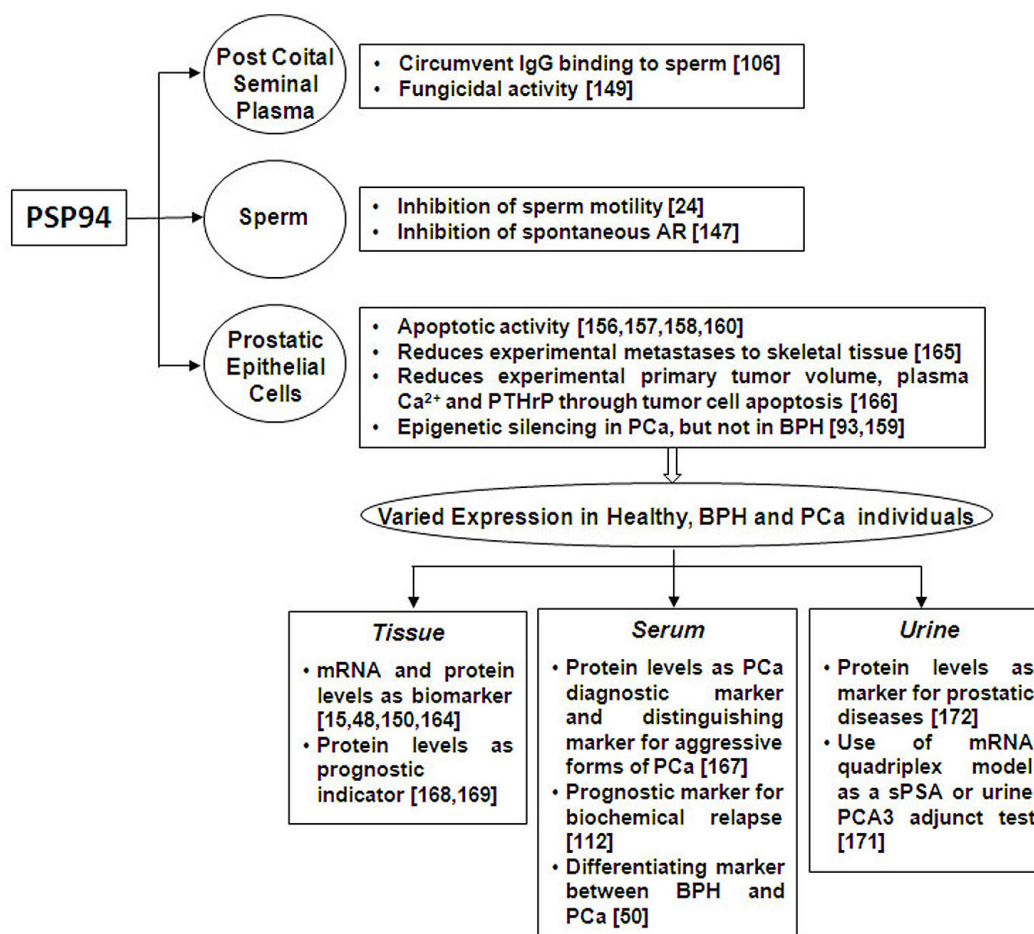 PSP94
Post Coital
Seminal
Plasma
• Circumvent IgG binding to sperm [106]
• Fungicidal activity [149]
Sperm
• Inhibition of sperm motility [24]
• Inhibition of spontaneous AR [147]
Prostatic
Epithelial
Cells
• Apoptotic activity [156,157,158,160]
• Reduces experimental metastases to skeletal tissue [165]
• Reduces experimental primary tumor volume, plasma
Ca²⁺ and PTHrP through tumor cell apoptosis [166]
• Epigenetic silencing in PCa, but not in BPH [93,159]
Varied Expression in Healthy, BPH and PCa individuals
Tissue
• mRNA and protein
levels as biomarker
[15,48,150,164]
• Protein levels as
prognostic
indicator [168,169]
Serum
• Protein levels as PCa
diagnostic marker
and distinguishing
marker for aggressive
forms of PCa [167]
• Prognostic marker for
biochemical relapse
[112]
• Differentiating marker
between BPH and
PCa [50]
Urine
• Protein levels as
marker for prostatic
diseases [172]
• Use of mRNA
quadriplex model
as a sPSA or urine
PCA3 adjunct test
[171]